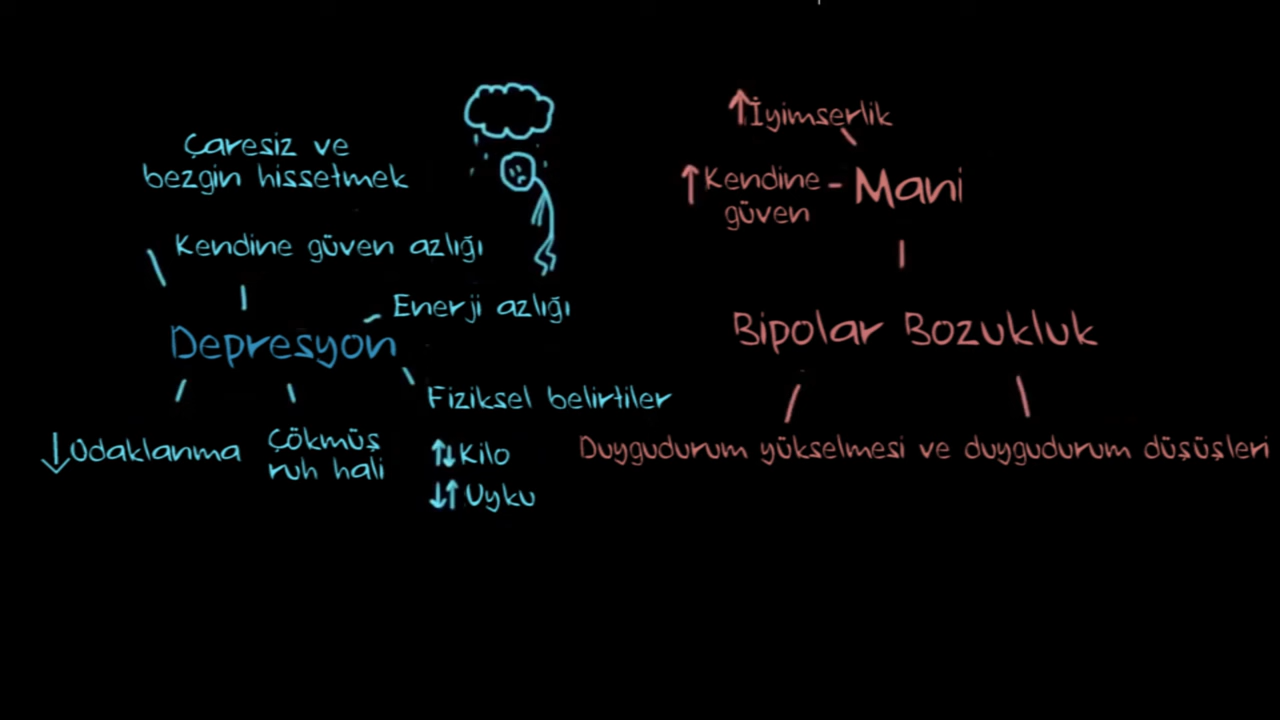 Çaresiz ve
bezgin hissetmek
Kendine güven azlığı
Enerji azlığı
Depresyon
Fiziksel belirtiler
↓Odaklanma
Çökmüş
ruh hali
↑↓Kilo
↓↑Uyku
↑İyimserlik
↑Kendine - Mani
güven
Bipolar Bozukluk
Duygudurum yükselmesi ve duygudurum düşüşleri